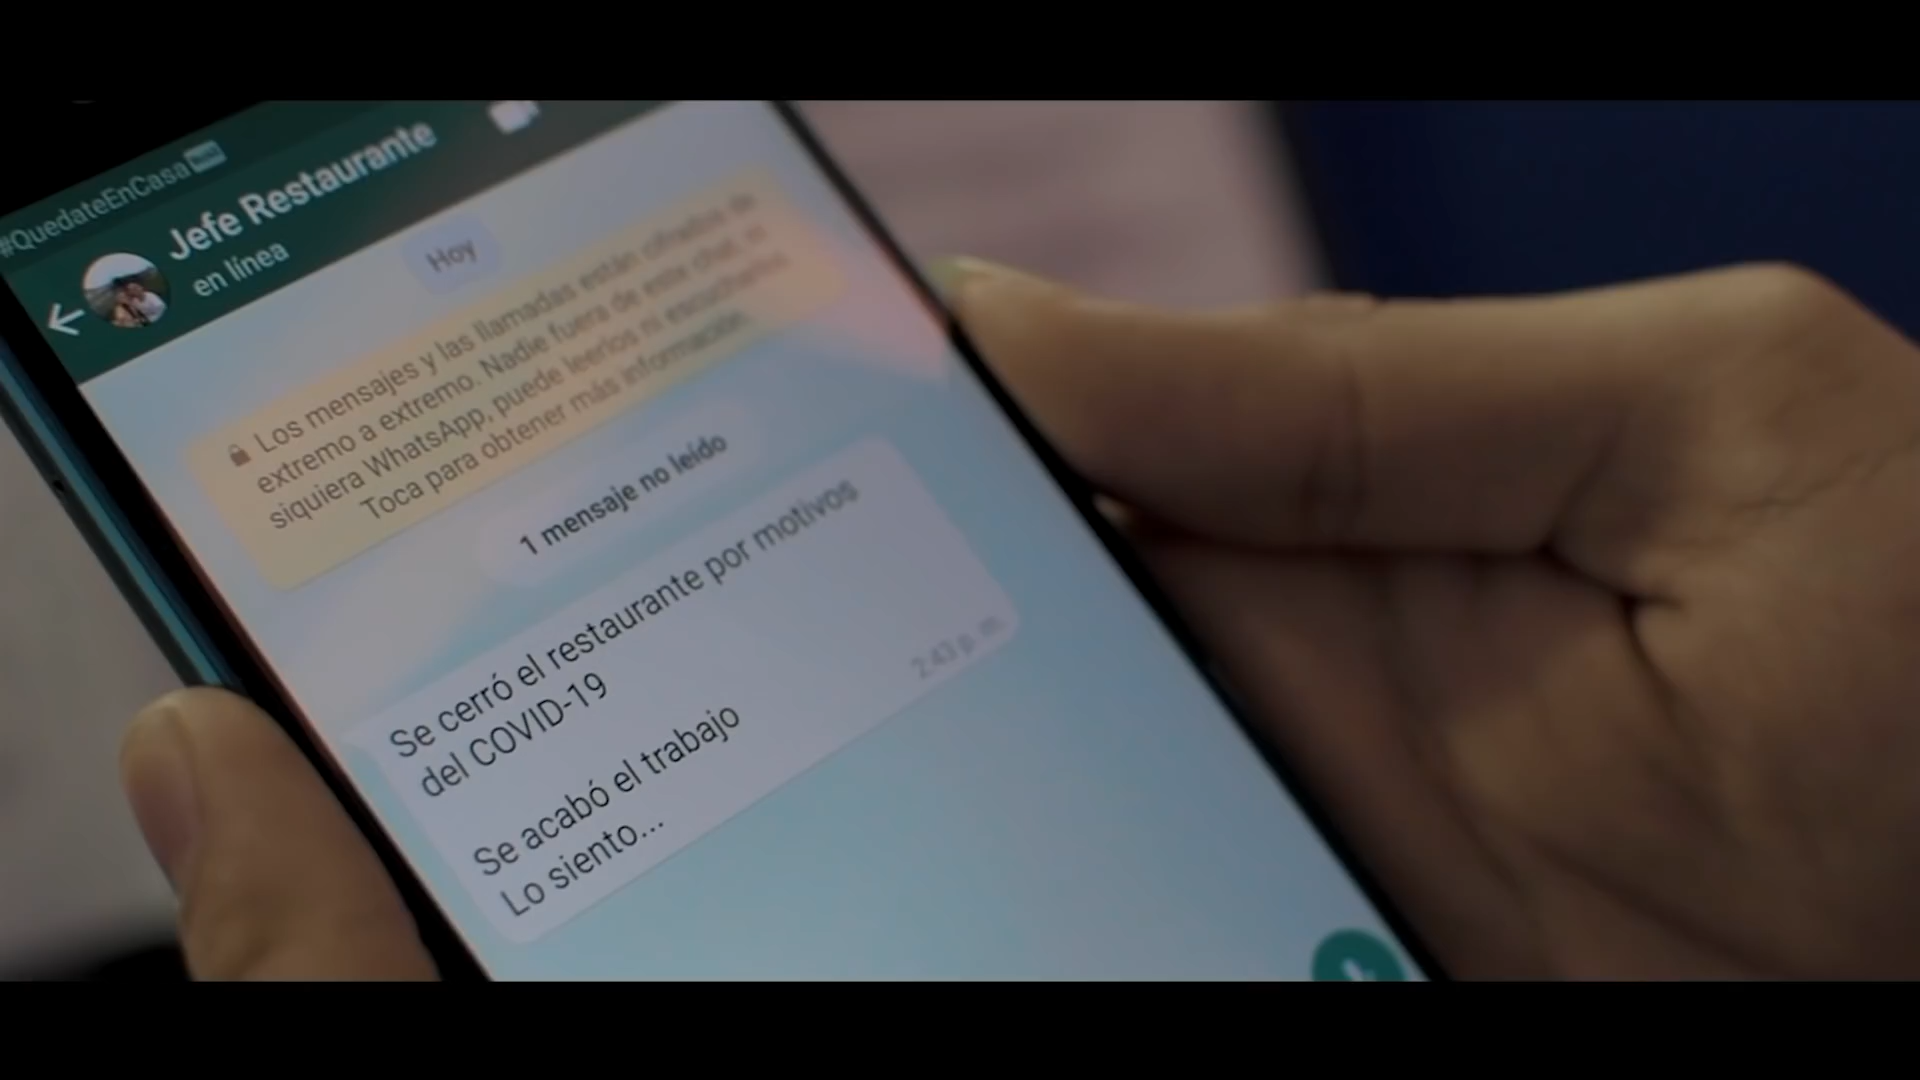 #QuedateEnCasa
Jefe Restaurante
en línea
Hoy
Los mensajes y las llamadas están cifrados de
extremo a extremo. Nadie fuera de este chat, ni
siquiera WhatsApp, puede leerlos ni escucharlos.
Toca para obtener más información.
1 mensaje no leído
Se cerró el restaurante por motivos
del COVID-19
Se acabó el trabajo
Lo siento...
2:43 p. m.